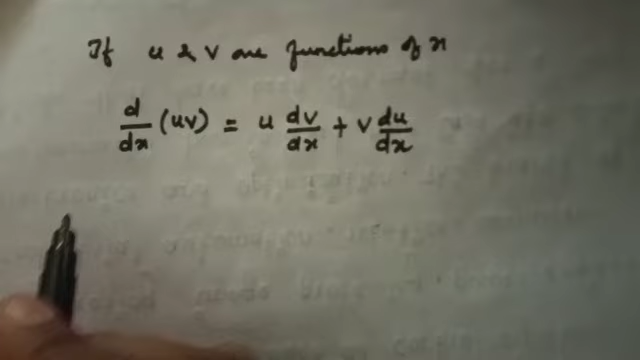 If u & v are functions of x
d/dx (uv) = u dv/dx + v du/dx